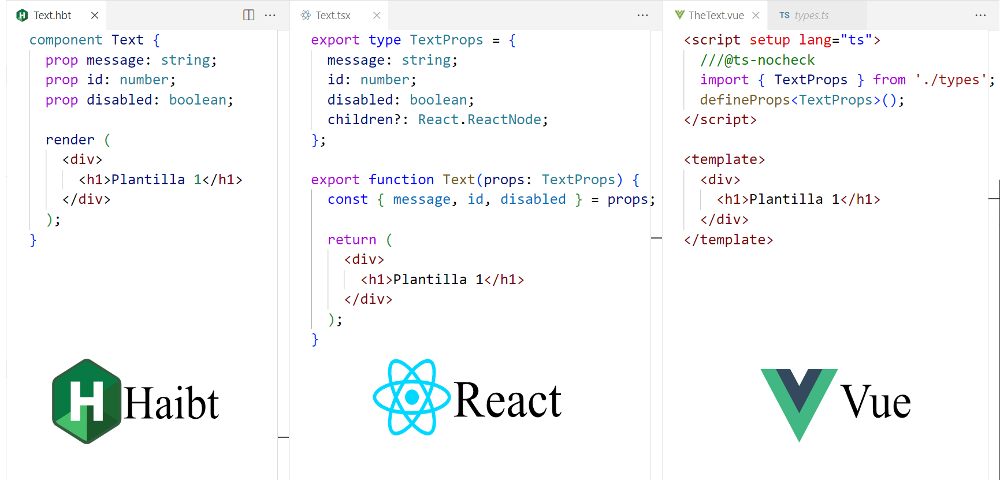 Text.hbt
component Text {
prop message: string;
prop id: number;
prop disabled: boolean;
render (
<div>
<h1>Plantilla 1</h1>
</div>
);
}
H Haibt
Text.tsx
export type TextProps = {
message: string;
id: number;
disabled: boolean;
children?: React.ReactNode;
};
export function Text(props: TextProps) {
const { message, id, disabled } = props;
return (
<div>
<h1>Plantilla 1</h1>
</div>
);
}
React
TheText.vue
TS types.ts
<script setup lang="ts">
///@ts-nocheck
import { TextProps } from './types';
defineProps<TextProps>();
</script>
<template>
<div>
<h1>Plantilla 1</h1>
</div>
</template>
Vue